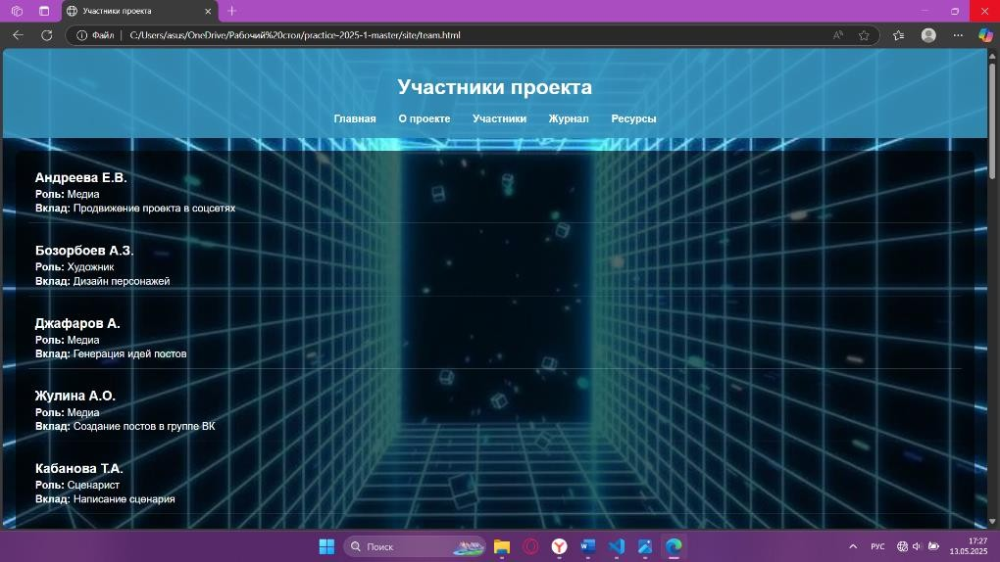 Участники проекта
Файл C:/Users/asus/OneDrive/Рабочий%20стол/practice-2025-1-master/site/team.html
Участники проекта
Главная О проекте Участники Журнал Ресурсы
Андреева Е.В.
Роль: Медиа
Вклад: Продвижение проекта в соцсетях
Бозорбоев А.З.
Роль: Художник
Вклад: Дизайн персонажей
Джафаров А.
Роль: Медиа
Вклад: Генерация идей постов
Жулина А.О.
Роль: Медиа
Вклад: Создание постов в группе ВК
Кабанова Т.А.
Роль: Сценарист
Вклад: Написание сценария
Поиск
РУС
17:27
13.05.2025